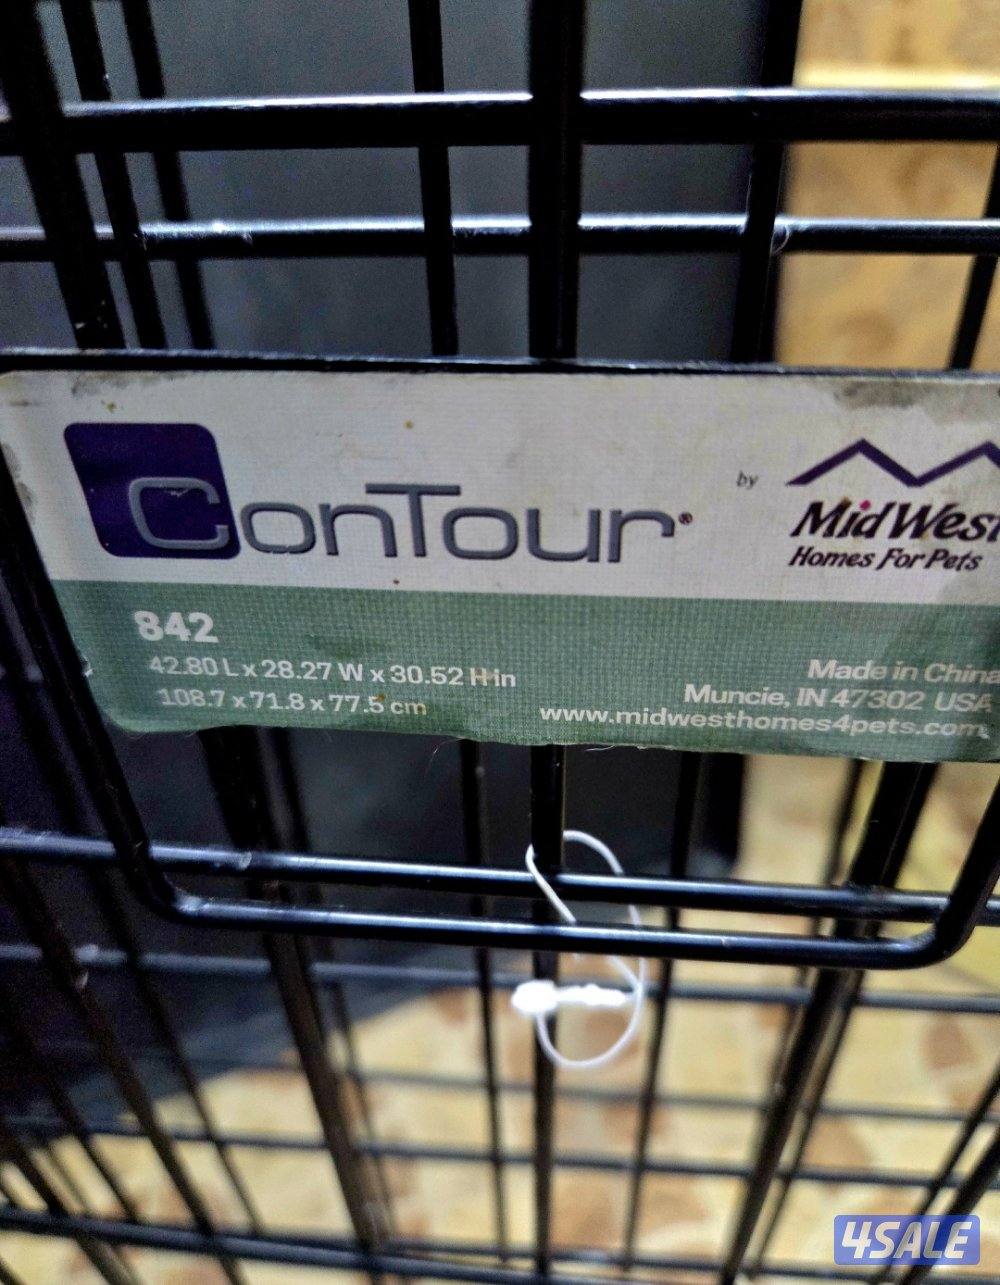 ConTour®
by
MidWest
Homes For Pets
842
42.80 L x 28.27 W x 30.52 H in
108.7 x 71.8 x 77.5 cm
Made in China
Muncie, IN 47302 USA
www.midwesthomes4pets.com
4SALE